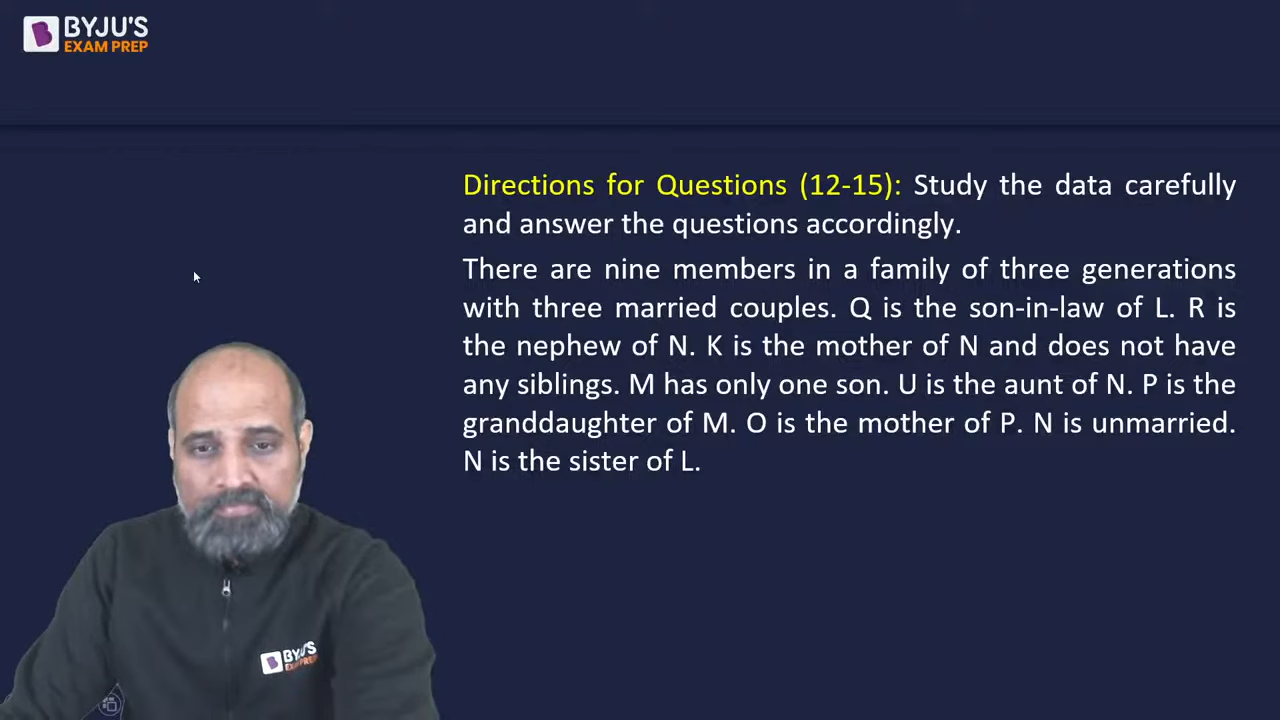 BYJU'S
EXAM PREP
Directions for Questions (12-15): Study the data carefully
and answer the questions accordingly.
There are nine members in a family of three generations
with three married couples. Q is the son-in-law of L. R is
the nephew of N. K is the mother of N and does not have
any siblings. M has only one son. U is the aunt of N. P is the
granddaughter of M. O is the mother of P. N is unmarried.
N is the sister of L.
BYJU'S
EXAM PREP